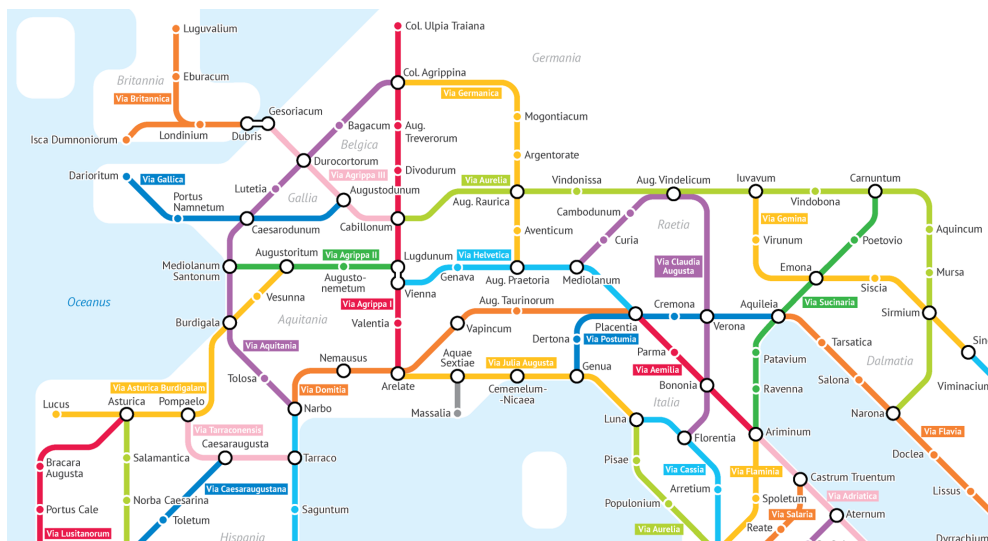 Luguvalium
Col. Ulpia Traiana
Germania
Col. Agrippina
Eburacum
Britannia
Via Britannica
Via Germanica
Gesoriacum
Mogontiacum
Isca Dumnoniorum
Londinium
Dubris
Bagacum
Aug.
Treverorum
Belgica
Argentorate
Durocortorum
Darioritum
Via Gallica
Via Agrippa III
Divodurum
Via Aurelia
Vindonissa
Aug. Vindelicum
Iuvavum
Carnuntum
Lutetia
Augustodunum
Portus
Namnetum
Gallia
Aug. Raurica
Vindobona
Cambodunum
Via Gemina
Caesarodunum
Cabillonum
Raetia
Aventicum
Aquincum
Curia
Virunum
Poetovio
Augustoritum
Via Agrippa II
Lugdunum
Via Helvetica
Mediolanum
Santonum
Via Claudia
Augusta
Emona
Mursa
Augusto-
nemetum
Genava
Aug. Praetoria
Mediolanum
Siscia
Vesunna
Vienna
Oceanus
Via Agrippa I
Aug. Taurinorum
Cremona
Aquileia
Via Sucinaria
Sirmium
Aquitania
Burdigala
Valentia
Vapincum
Placentia
Verona
Dertona
Via Postumia
Tarsatica
Sin
Via Aquitania
Nemausus
Aquae
Sextiae
Via Julia Augusta
Parma
Patavium
Dalmatia
Via Aemilia
Genua
Tolosa
Arelate
Cemenelum-
-Nicaea
Bononia
Salona
Viminaciur
Via Asturica Burdigalam
Via Domitia
Ravenna
Lucus
Asturica
Pompaelo
Narbo
Massalia
Italia
Narona
Luna
Via Tarraconensis
Ariminum
Via Flavia
Caesaraugusta
Florentia
Salamantica
Tarraco
Pisae
Doclea
Bracara
Augusta
Via Cassia
Via Flaminia
Castrum Truentum
Via Caesaraugustana
Arretium
Lissus
Norba Caesarina
Via Adriatica
Portus Cale
Saguntum
Populonium
Spoletum
Toletum
Via Salaria
Aternum
Via Lusitanorum
Via Aurelia
Reate
Hispania
Dyrrachium